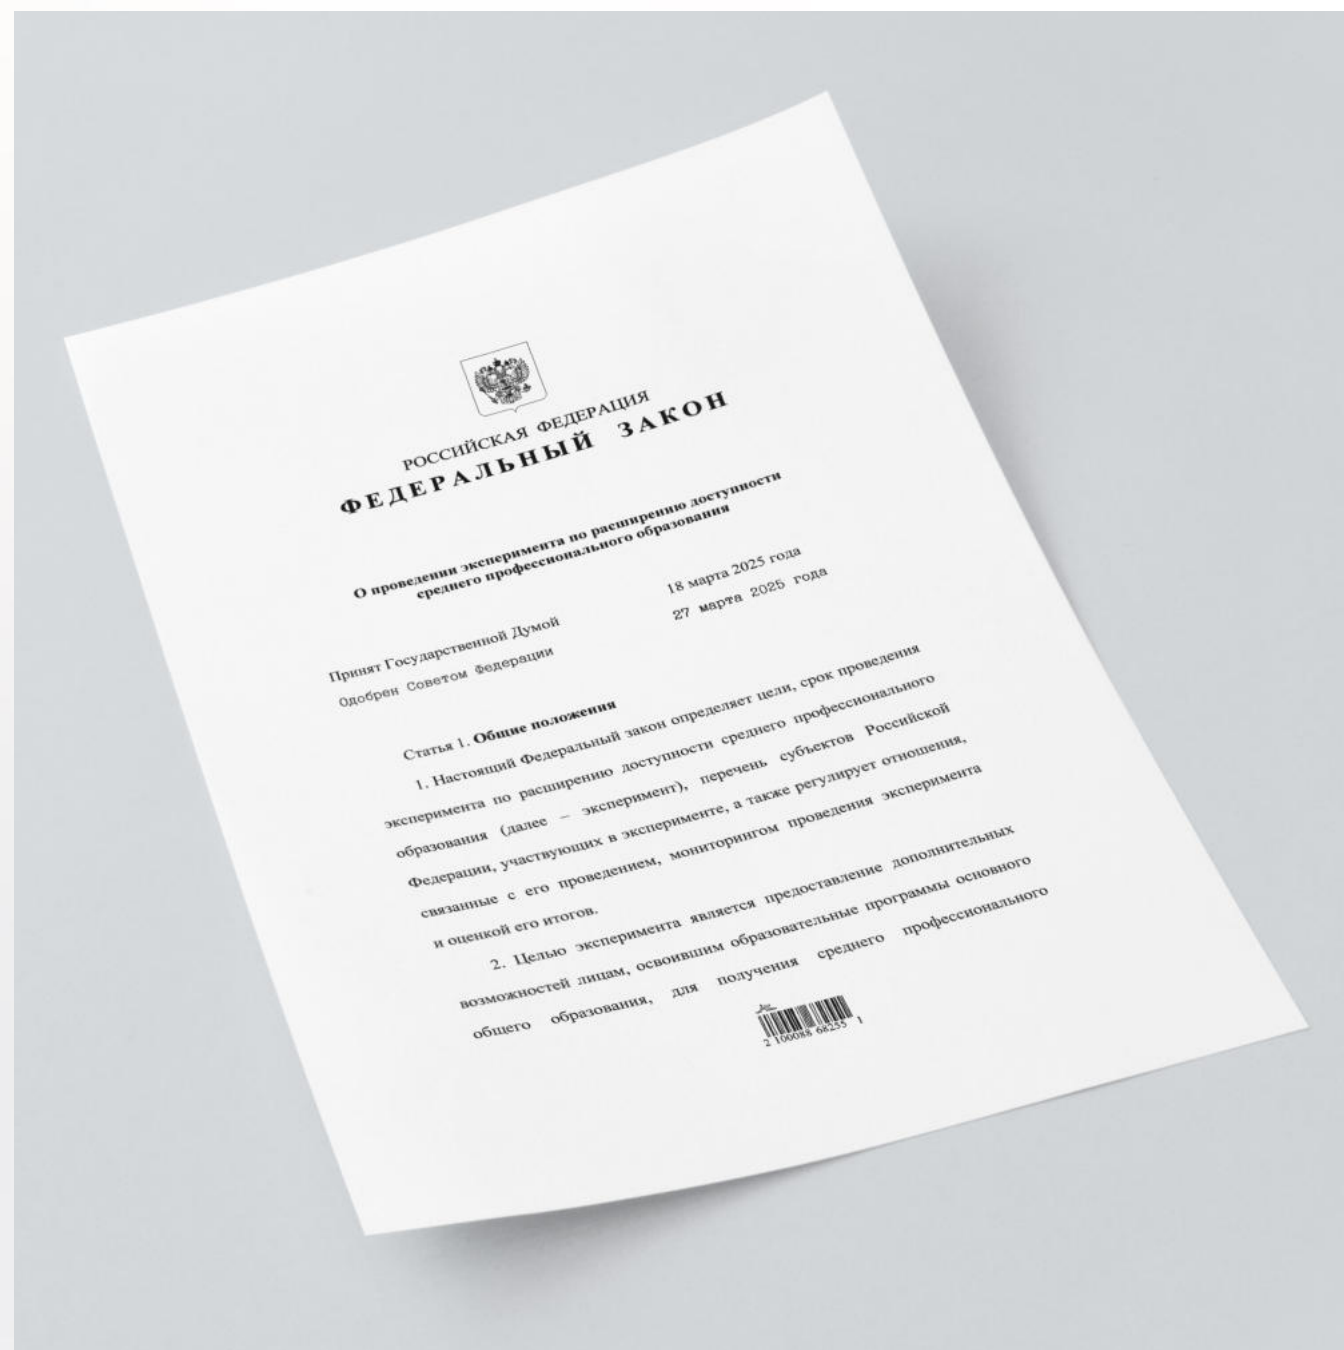 РОССИЙСКАЯ ФЕДЕРАЦИЯ
ФЕДЕРАЛЬНЫЙ ЗАКОН
О проведении эксперимента по расширению доступности
среднего профессионального образования
Принят Государственной Думой 18 марта 2025 года
Одобрен Советом Федерации 27 марта 2025 года
Статья 1. Общие положения
1. Настоящий Федеральный закон определяет цели, срок проведения
эксперимента по расширению доступности среднего профессионального
образования (далее – эксперимент), перечень субъектов Российской
Федерации, участвующих в эксперименте, а также регулирует отношения,
связанные с его проведением, мониторингом проведения эксперимента
и оценкой его итогов.
2. Целью эксперимента является предоставление дополнительных
возможностей лицам, освоившим образовательные программы основного
общего образования, для получения среднего профессионального
2 100088 68255 1